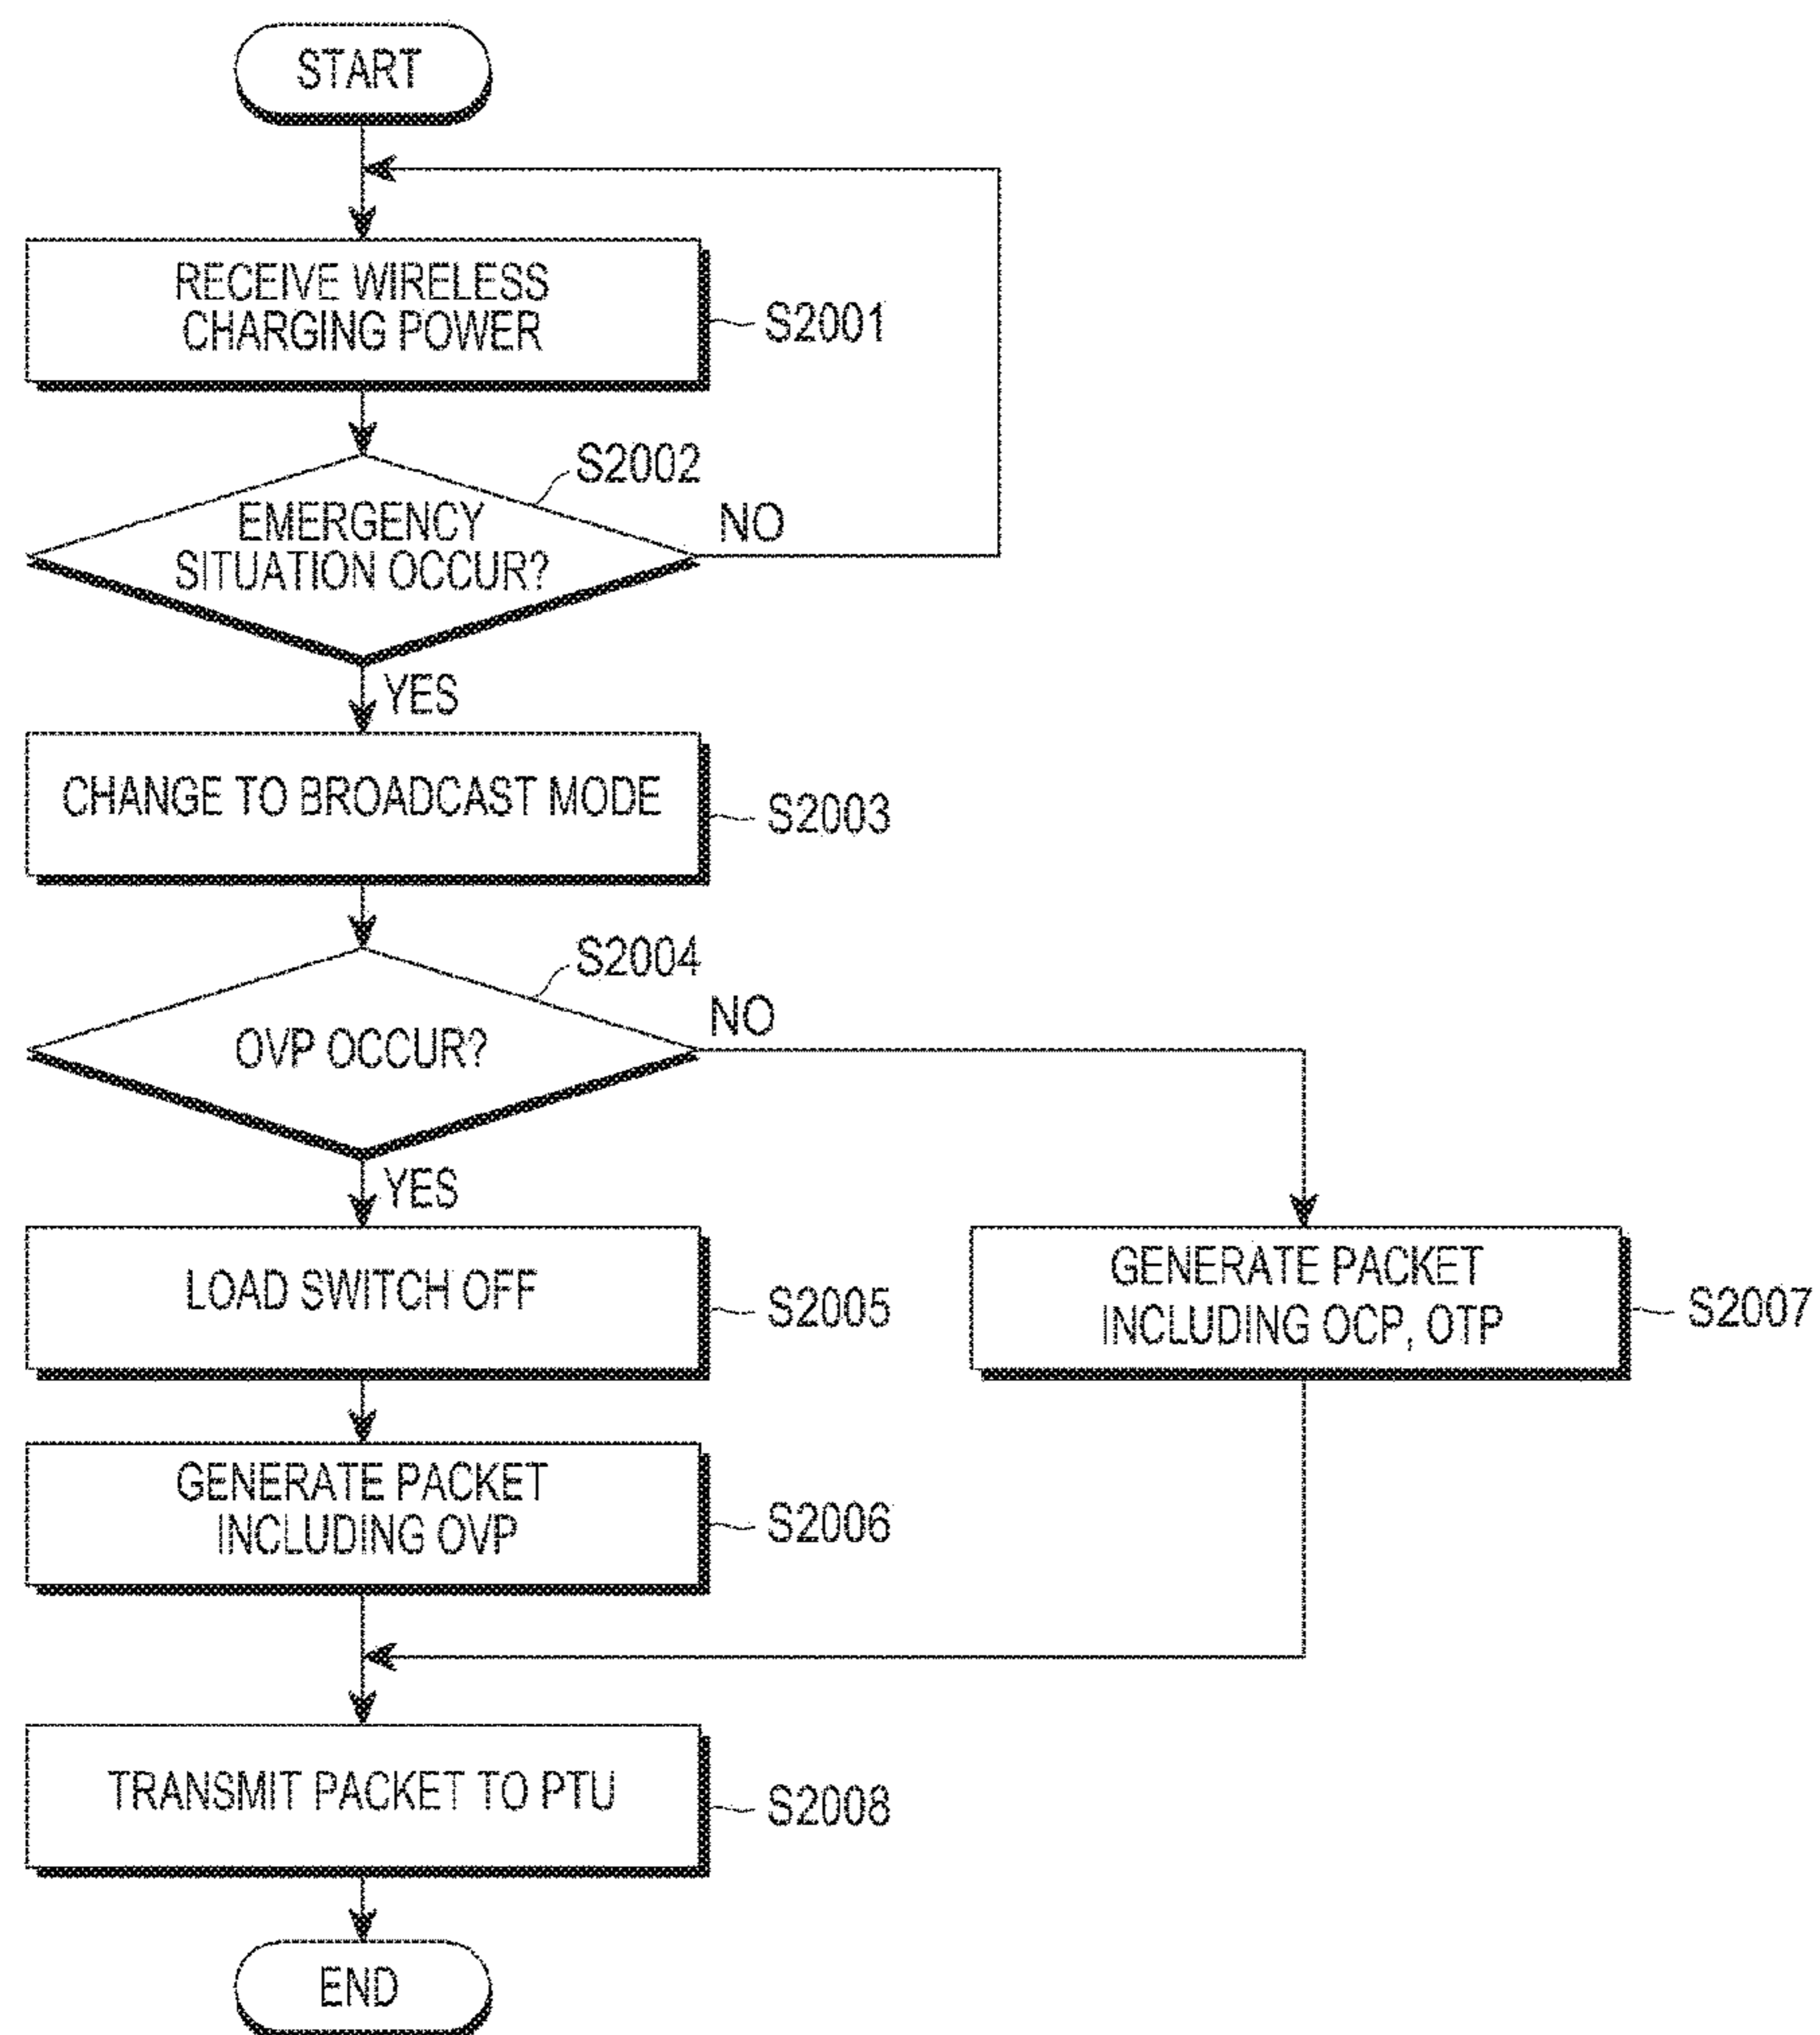 START
RECEIVE WIRELESS
CHARGING POWER
S2001
S2002
EMERGENCY
SITUATION OCCUR?
NO
YES
CHANGE TO BROADCAST MODE
S2003
S2004
OVP OCCUR?
NO
YES
LOAD SWITCH OFF
S2005
GENERATE PACKET
INCLUDING OCP, OTP
S2007
GENERATE PACKET
INCLUDING OVP
S2006
TRANSMIT PACKET TO PTU
S2008
END